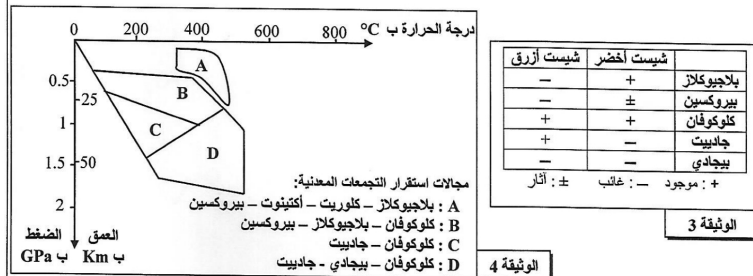 درجة الحرارة ب °C
0 200 400 600 800
0.5
1
1.5
2
25
50
A
B
C
D
الضغط العمق
ب GPa ب Km
مجالات استقرار التجمعات المعدنية:
A : بلاجيوكلاز – كلوريت – أكتينوت – بيروكسين
B : كلوكوفان – بلاجيوكلاز – بيروكسين
C : كلوكوفان – جادييت
D : كلوكوفان – بيجادي - جادييت
الوثيقة 4
شيست أخضر شيست أزرق
بلاجيوكلاز + –
بيروكسين ± –
كلوكوفان + +
جادييت – +
بيجادي – –
+ : موجود – : غائب ± : آثار
الوثيقة 3